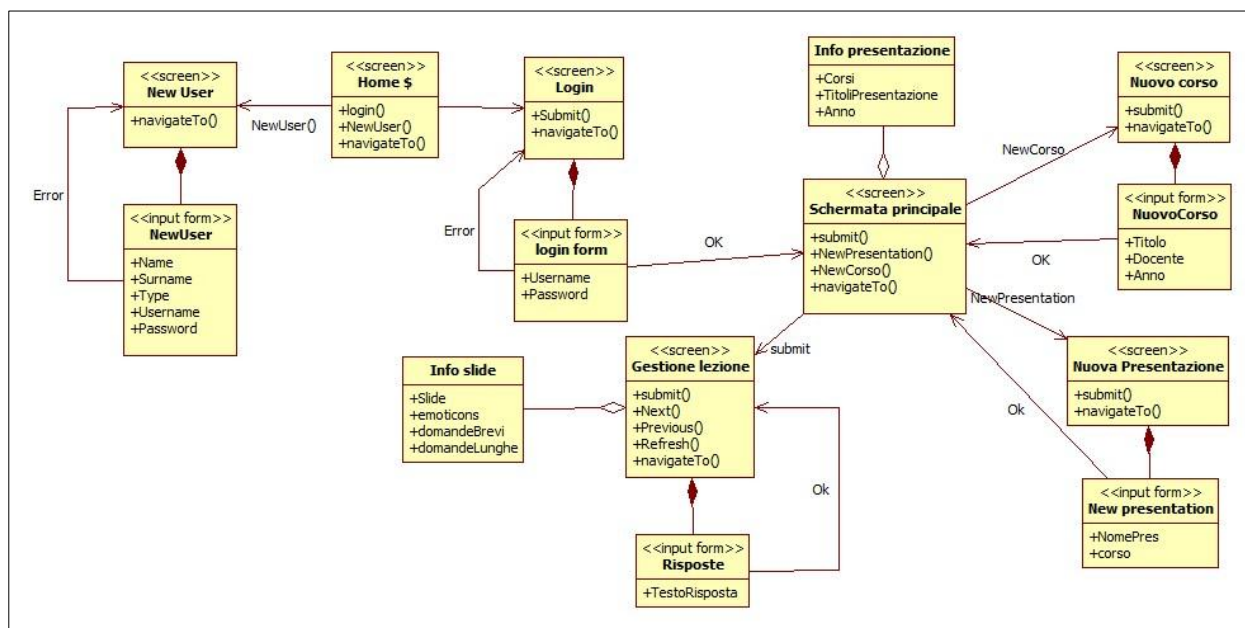 <<screen>>
New User
+navigateTo()
Error
<<input form>>
NewUser
+Name
+Surname
+Type
+Username
+Password
NewUser()
<<screen>>
Home $
+login()
+NewUser()
+navigateTo()
<<screen>>
Login
+Submit()
+navigateTo()
Error
<<input form>>
login form
+Username
+Password
OK
Info presentazione
+Corsi
+TitoliPresentazione
+Anno
<<screen>>
Schermata principale
+submit()
+NewPresentation()
+NewCorso()
+navigateTo()
NewCorso
<<screen>>
Nuovo corso
+submit()
+navigateTo()
<<input form>>
NuovoCorso
+Titolo
+Docente
+Anno
OK
NewPresentation
<<screen>>
Nuova Presentazione
+submit()
+navigateTo()
Ok
<<input form>>
New presentation
+NomePres
+corso
submit
Info slide
+Slide
+emoticons
+domandeBrevi
+domandeLunghe
<<screen>>
Gestione lezione
+submit()
+Next()
+Previous()
+Refresh()
+navigateTo()
Ok
<<input form>>
Risposte
+TestoRisposta